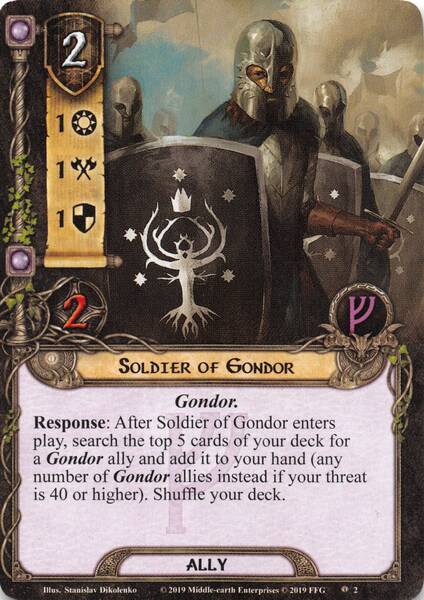 2
1
1
1
2
SOLDIER OF GONDOR
Gondor.
Response: After Soldier of Gondor enters
play, search the top 5 cards of your deck for
a Gondor ally and add it to your hand (any
number of Gondor allies instead if your threat
is 40 or higher). Shuffle your deck.
ALLY
Illus. Stanislav Dikolenko © 2019 Middle-earth Enterprises © 2019 FFG 2